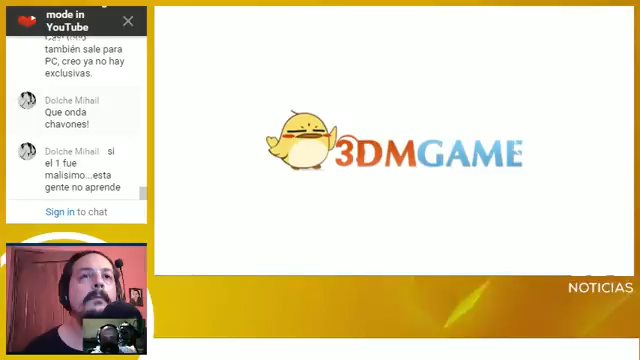 mode in
YouTube
también sale para
PC, creo ya no hay
exclusivas.
Dolche Mihail
Que onda
chavones!
Dolche Mihail si
el 1 fue
malisimo...esta
gente no aprende
Sign in to chat
3DMGAME
NOTICIAS